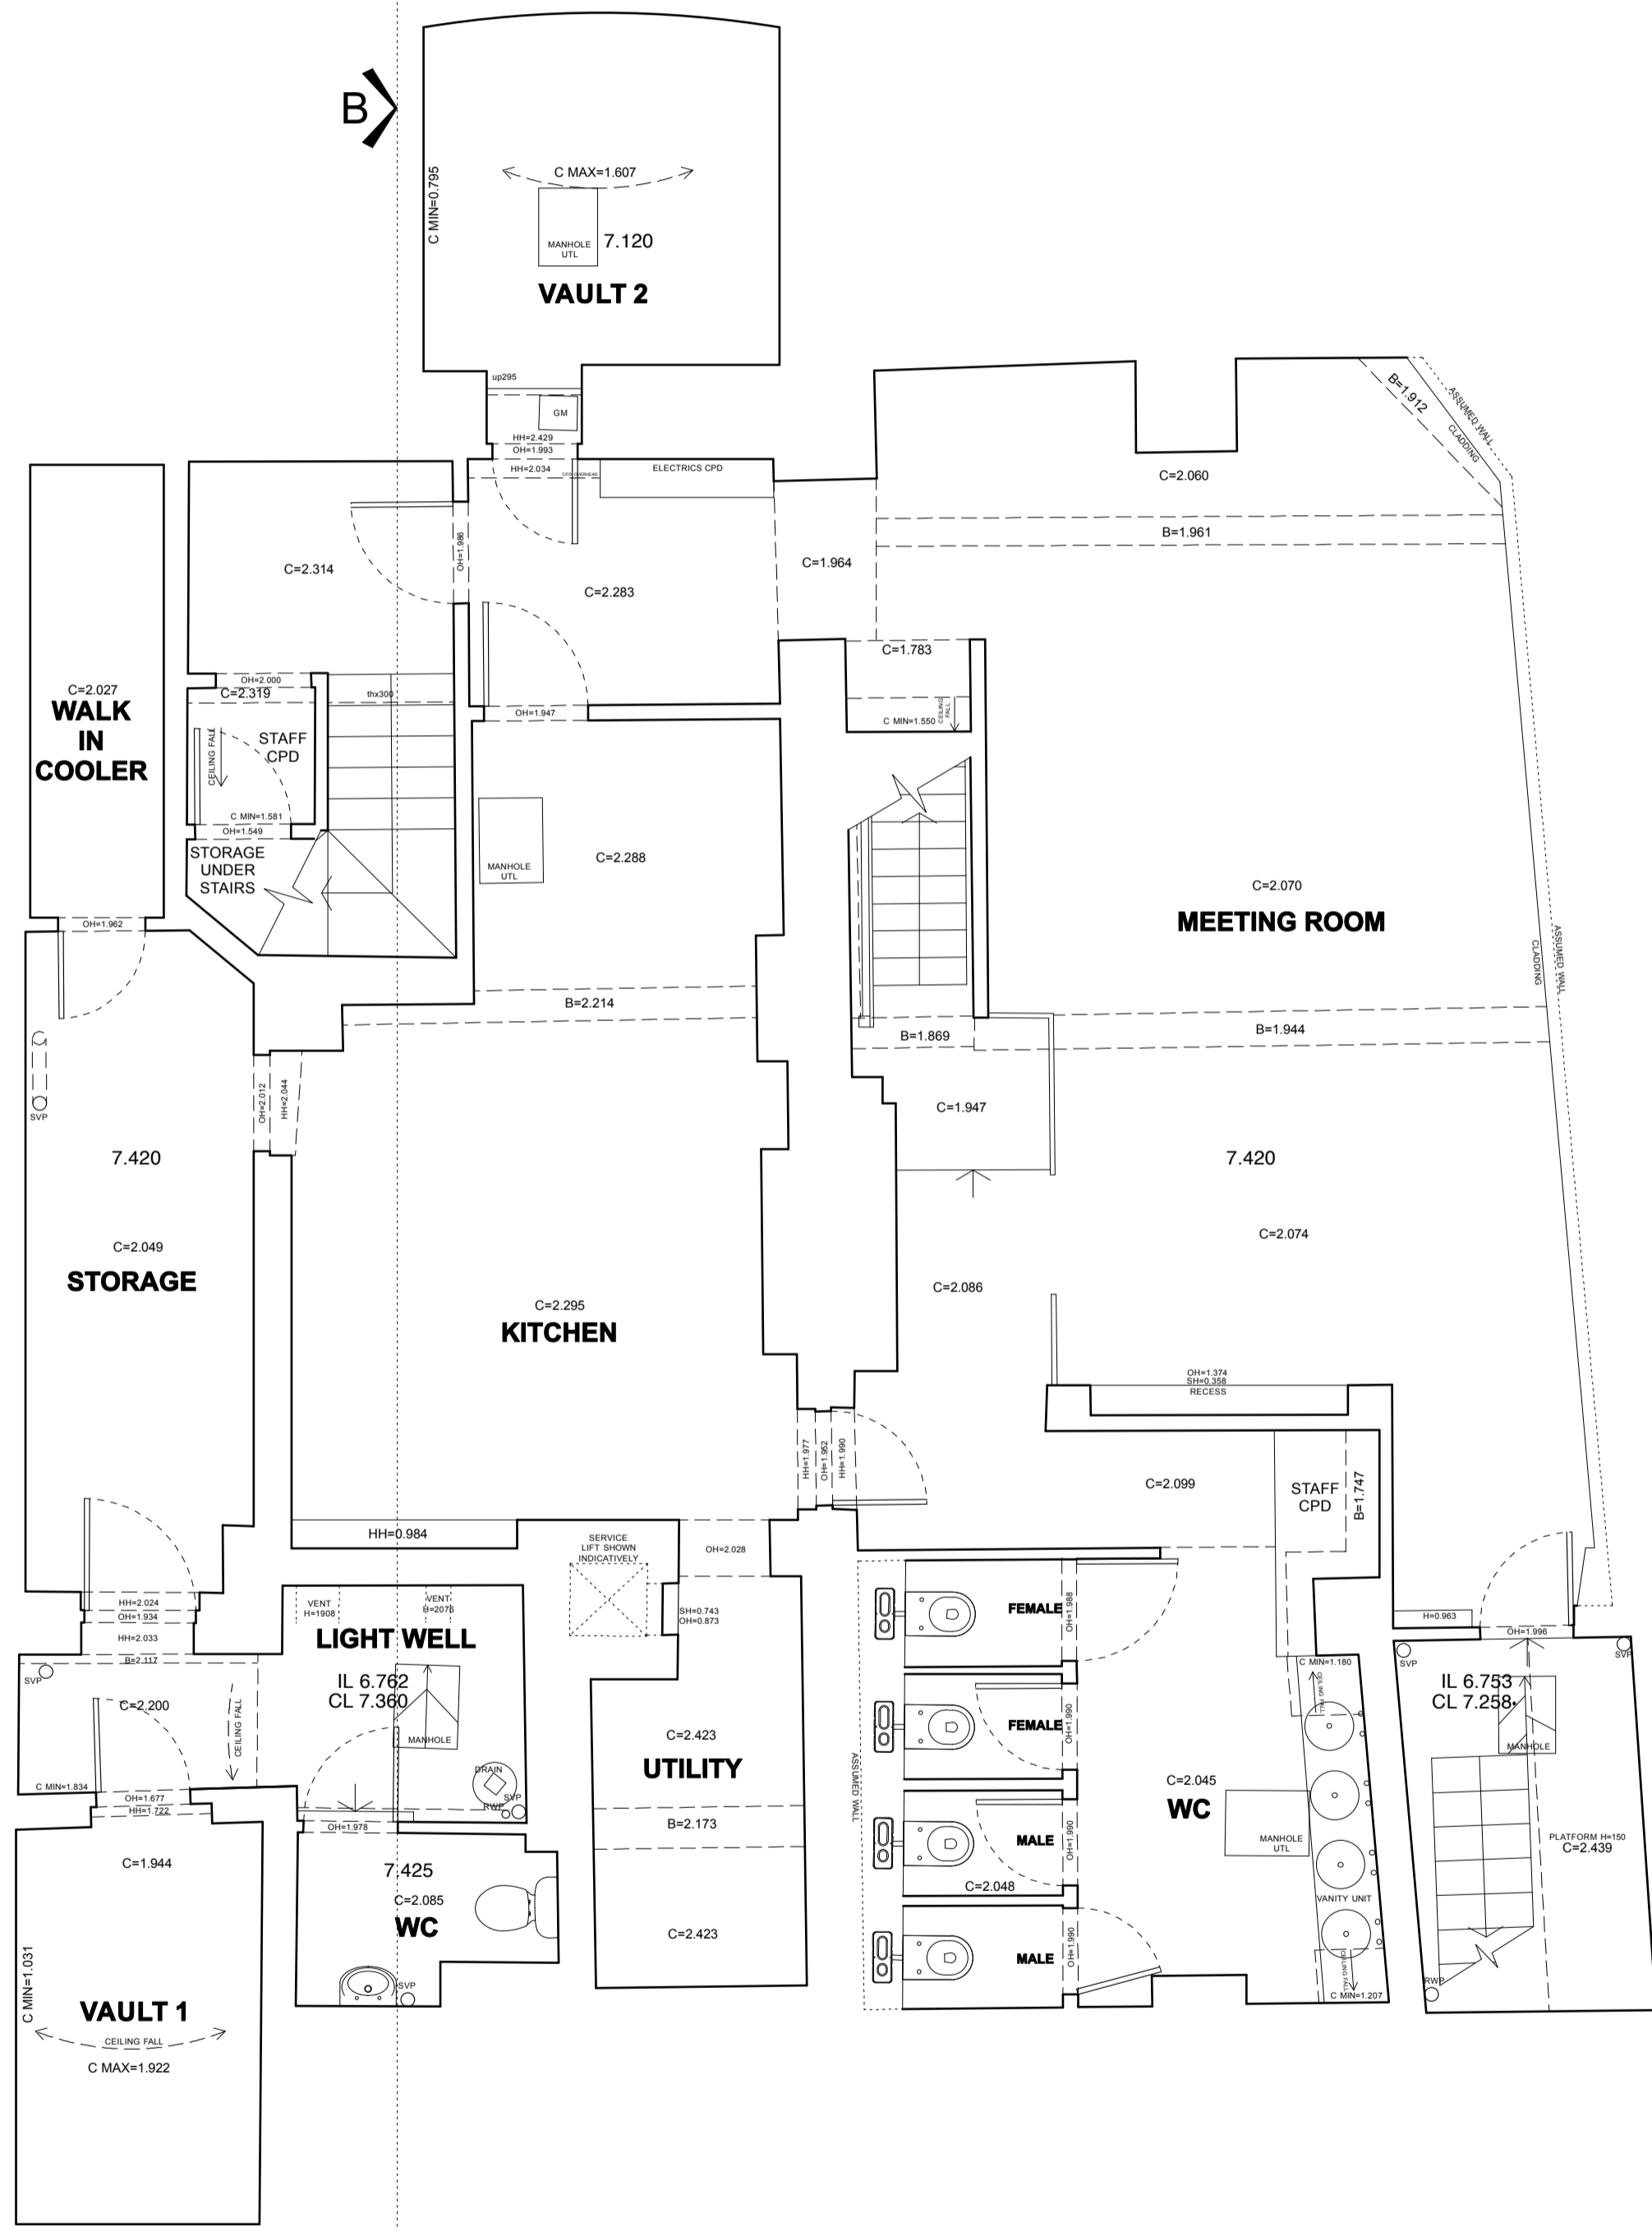 B
C MIN=0.795
C MAX=1.607
MANHOLE
UTL
7.120
VAULT 2
up295
GM
HH=2.429
OH=1.993
HH=2.034
CPD OVERHEAD
ELECTRICS CPD
B=1.912
ASSUMED WALL
CLADDING
C=2.060
B=1.961
C=1.964
OH=1.986
C=2.314
C=2.283
C=1.783
CEILING
FALL
C MIN=1.550
C=2.027
WALK
IN
COOLER
OH=2.000
C=2.319
thx300
OH=1.947
CEILING FALL
STAFF
CPD
C MIN=1.581
OH=1.549
STORAGE
UNDER
STAIRS
MANHOLE
UTL
C=2.288
C=2.070
MEETING ROOM
OH=1.962
CLADDING
ASSUMED WALL
B=2.214
B=1.869
B=1.944
SVP
OH=2.012
HH=2.044
C=1.947
7.420
7.420
C=2.049
STORAGE
C=2.074
C=2.086
C=2.295
KITCHEN
OH=1.374
SH=0.358
RECESS
HH=1.977
OH=1.952
HH=1.990
C=2.099
STAFF
CPD
B=1.747
HH=0.984
SERVICE
LIFT SHOWN
INDICATIVELY
OH=2.028
HH=2.024
OH=1.934
HH=2.033
B=2.117
SVP
C=2.200
CEILING FALL
C MIN=1.834
OH=1.677
HH=1.722
VENT
H=1908
VENT
H=2076
LIGHT WELL
IL 6.762
CL 7.360
MANHOLE
DRAIN
SVP
RWP
OH=1.978
SH=0.743
OH=0.873
FEMALE
OH=1.988
FEMALE
OH=1.990
MALE
OH=1.990
C=2.048
MALE
OH=1.990
ASSUMED WALL
H=0.963
OH=1.996
SVP
SVP
IL 6.753
CL 7.258
MANHOLE
C MIN=1.180
CEILING FALL
C=2.423
UTILITY
B=2.173
C=2.423
C=2.045
WC
MANHOLE
UTL
VANITY UNIT
CEILING FALL
C MIN=1.207
PLATFORM H=150
C=2.439
RWP
C=1.944
7.425
C=2.085
WC
SVP
C MIN=1.031
VAULT 1
CEILING FALL
C MAX=1.922